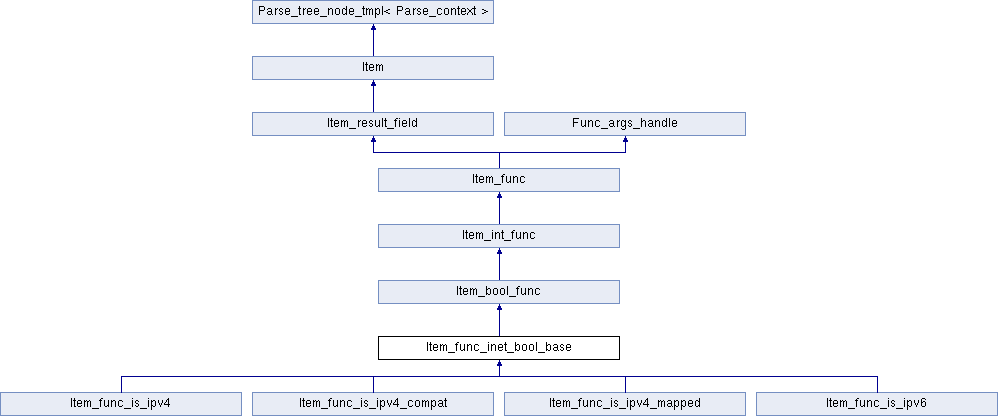 Parse_tree_node_tmpl< Parse_context >
Item
Item_result_field
Func_args_handle
Item_func
Item_int_func
Item_bool_func
Item_func_inet_bool_base
Item_func_is_ipv4
Item_func_is_ipv4_compat
Item_func_is_ipv4_mapped
Item_func_is_ipv6